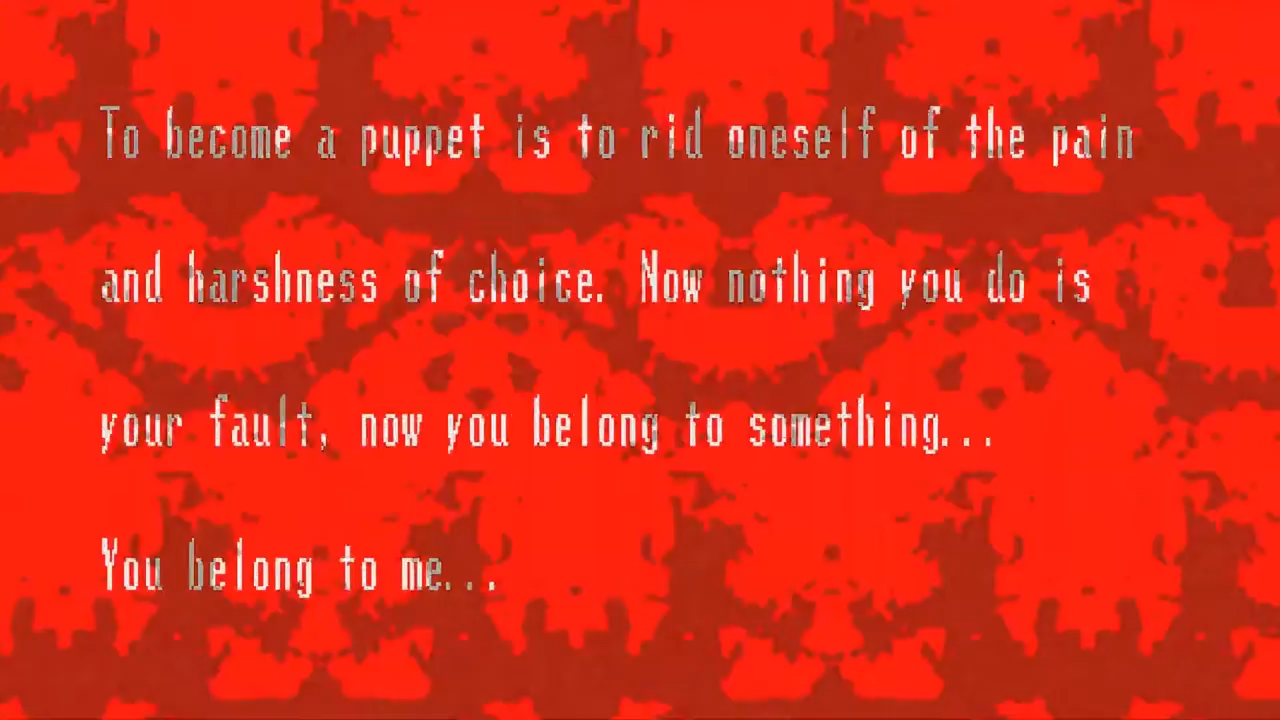 To become a puppet is to rid oneself of the pain
and harshness of choice. Now nothing you do is
your fault, now you belong to something...
You belong to me...